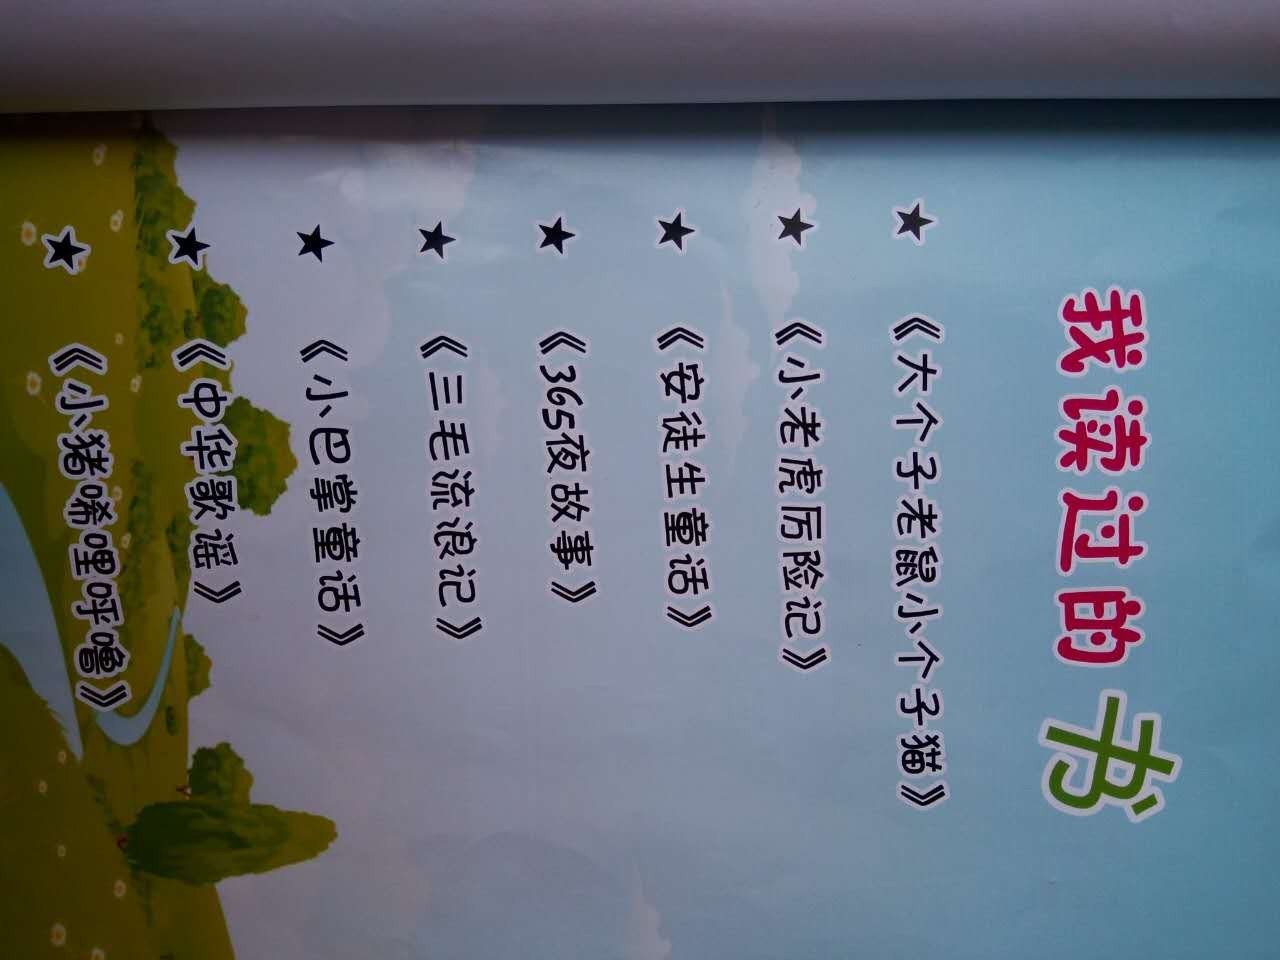 我读过的书
★ 《大个子老鼠小个子猫》
★ 《小老虎历险记》
★ 《安徒生童话》
★ 《365夜故事》
★ 《三毛流浪记》
★ 《小巴掌童话》
★ 《中华歌谣》
★ 《小猪唏哩呼噜》